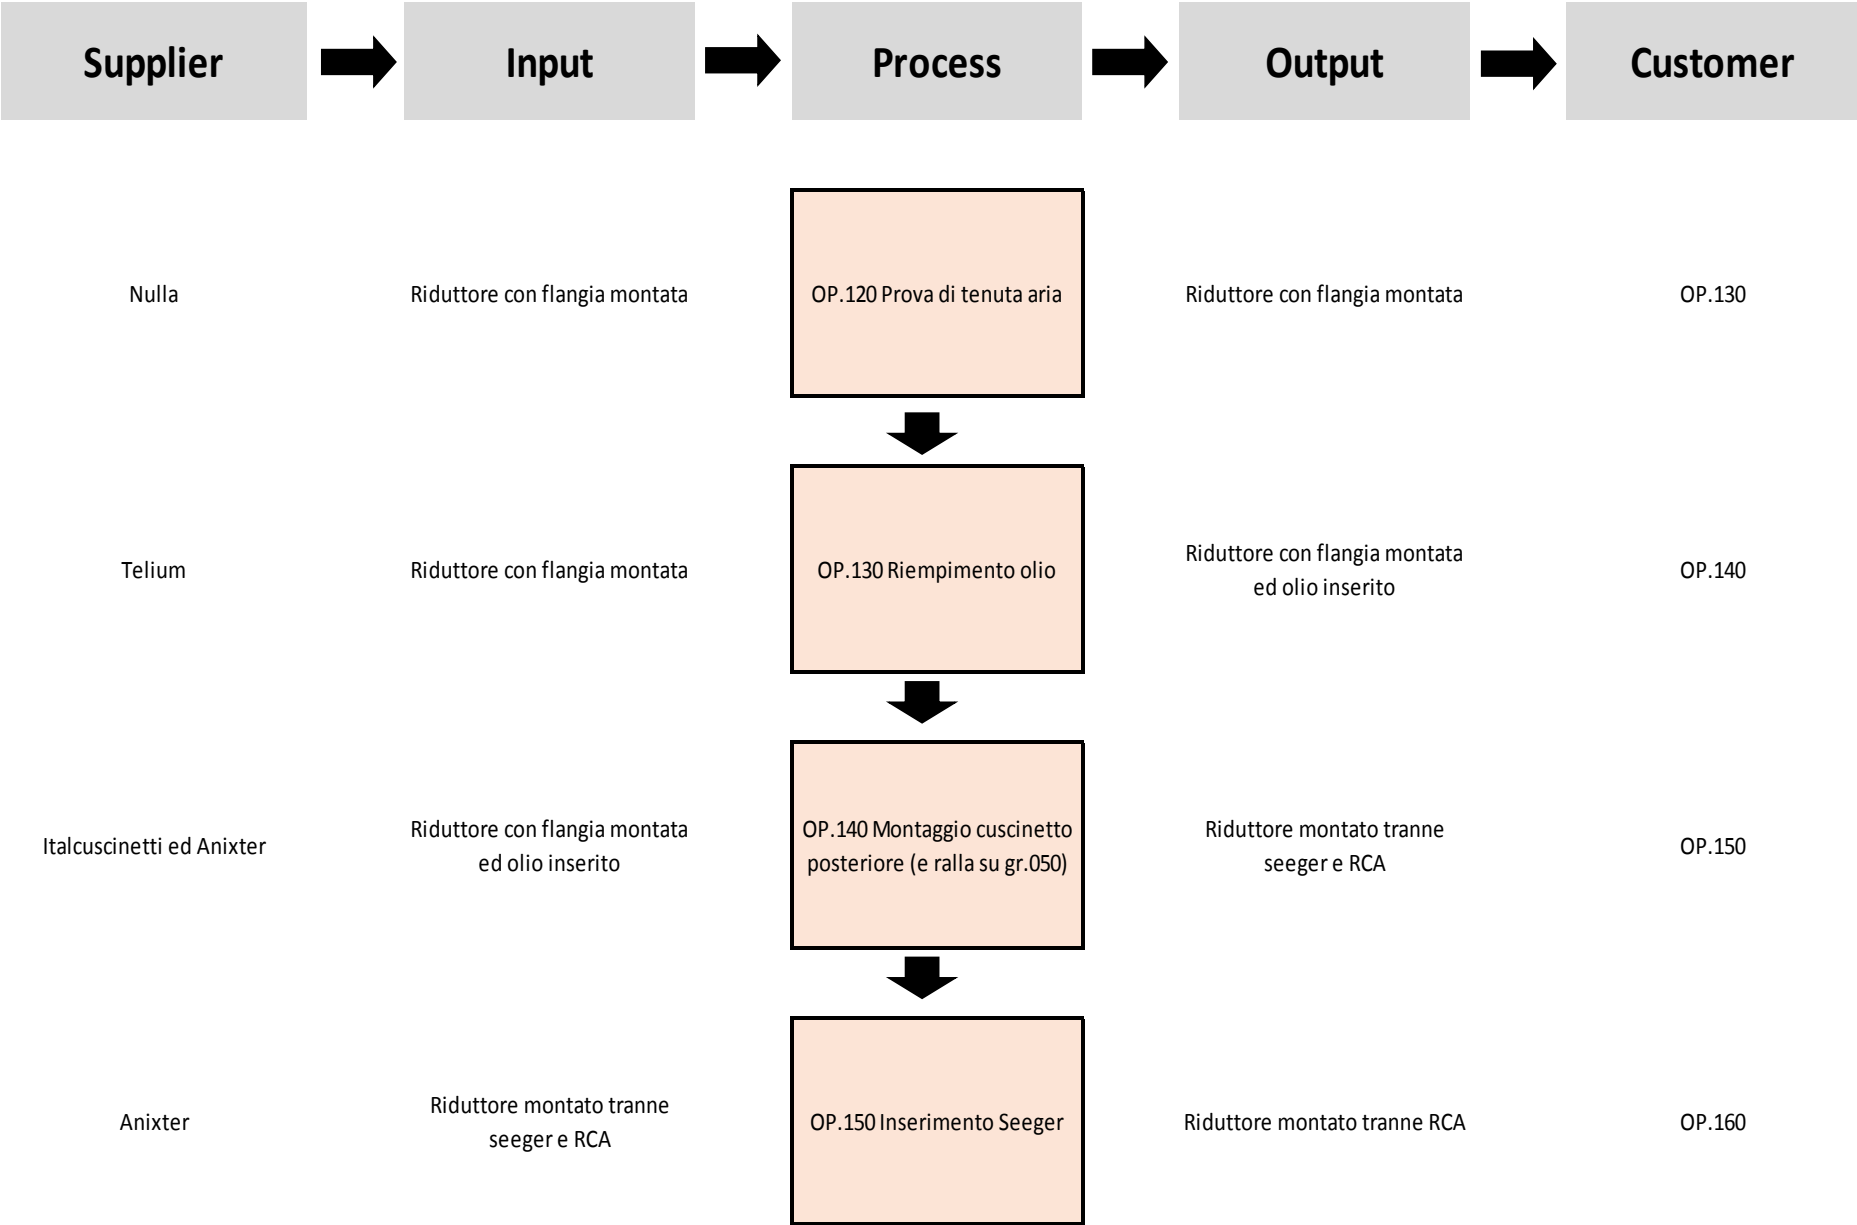 Supplier
Input
Process
Output
Customer
Nulla
Riduttore con flangia montata
OP.120 Prova di tenuta aria
Riduttore con flangia montata
OP.130
Telium
Riduttore con flangia montata
OP.130 Riempimento olio
Riduttore con flangia montata
ed olio inserito
OP.140
Italcuscinetti ed Anixter
Riduttore con flangia montata
ed olio inserito
OP.140 Montaggio cuscinetto
posteriore (e ralla su gr.050)
Riduttore montato tranne
seeger e RCA
OP.150
Anixter
Riduttore montato tranne
seeger e RCA
OP.150 Inserimento Seeger
Riduttore montato tranne RCA
OP.160